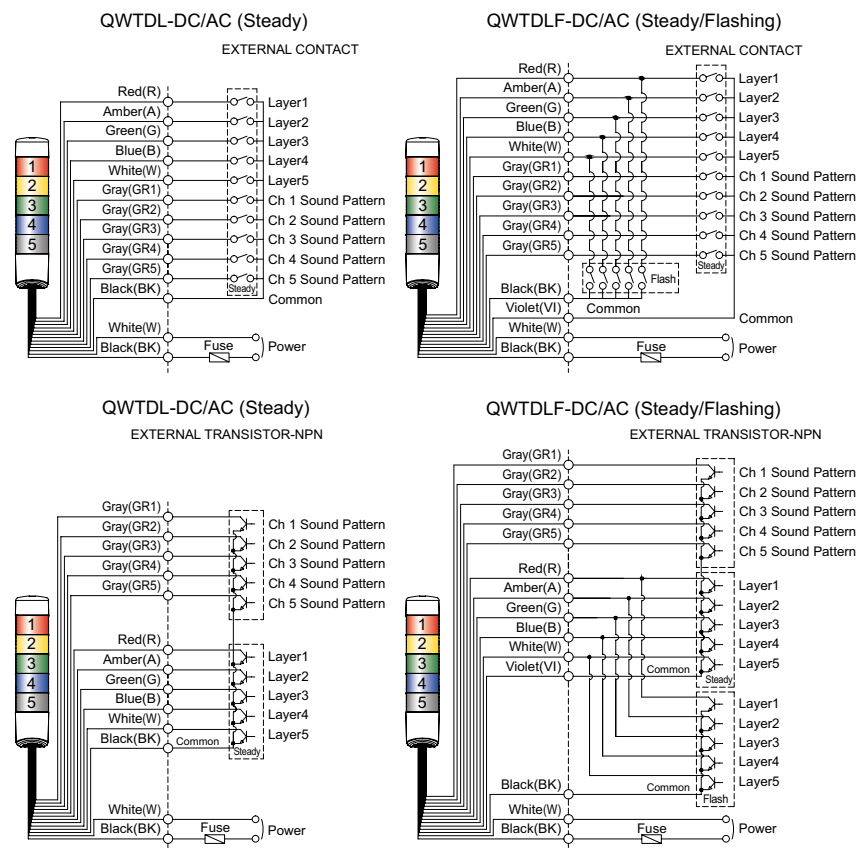 QWTDL-DC/AC (Steady)
EXTERNAL CONTACT
Red(R)
Amber(A)
Green(G)
Blue(B)
White(W)
Gray(GR1)
Gray(GR2)
Gray(GR3)
Gray(GR4)
Gray(GR5)
Black(BK)
White(W)
Black(BK)
Layer1
Layer2
Layer3
Layer4
Layer5
Ch 1 Sound Pattern
Ch 2 Sound Pattern
Ch 3 Sound Pattern
Ch 4 Sound Pattern
Ch 5 Sound Pattern
Steady
Common
Fuse
Power
1
2
3
4
5
QWTDLF-DC/AC (Steady/Flashing)
EXTERNAL CONTACT
Red(R)
Amber(A)
Green(G)
Blue(B)
White(W)
Gray(GR1)
Gray(GR2)
Gray(GR3)
Gray(GR4)
Gray(GR5)
Black(BK)
Violet(VI)
White(W)
Black(BK)
Layer1
Layer2
Layer3
Layer4
Layer5
Ch 1 Sound Pattern
Ch 2 Sound Pattern
Ch 3 Sound Pattern
Ch 4 Sound Pattern
Ch 5 Sound Pattern
Steady
Flash
Common
Common
Fuse
Power
1
2
3
4
5
QWTDL-DC/AC (Steady)
EXTERNAL TRANSISTOR-NPN
Gray(GR1)
Gray(GR2)
Gray(GR3)
Gray(GR4)
Gray(GR5)
Ch 1 Sound Pattern
Ch 2 Sound Pattern
Ch 3 Sound Pattern
Ch 4 Sound Pattern
Ch 5 Sound Pattern
Red(R)
Amber(A)
Green(G)
Blue(B)
White(W)
Black(BK)
Common
Layer1
Layer2
Layer3
Layer4
Layer5
Steady
White(W)
Black(BK)
Fuse
Power
1
2
3
4
5
QWTDLF-DC/AC (Steady/Flashing)
EXTERNAL TRANSISTOR-NPN
Gray(GR1)
Gray(GR2)
Gray(GR3)
Gray(GR4)
Gray(GR5)
Ch 1 Sound Pattern
Ch 2 Sound Pattern
Ch 3 Sound Pattern
Ch 4 Sound Pattern
Ch 5 Sound Pattern
Red(R)
Amber(A)
Green(G)
Blue(B)
White(W)
Violet(VI)
Common
Layer1
Layer2
Layer3
Layer4
Layer5
Steady
Layer1
Layer2
Layer3
Layer4
Layer5
Flash
Black(BK)
Common
White(W)
Black(BK)
Fuse
Power
1
2
3
4
5